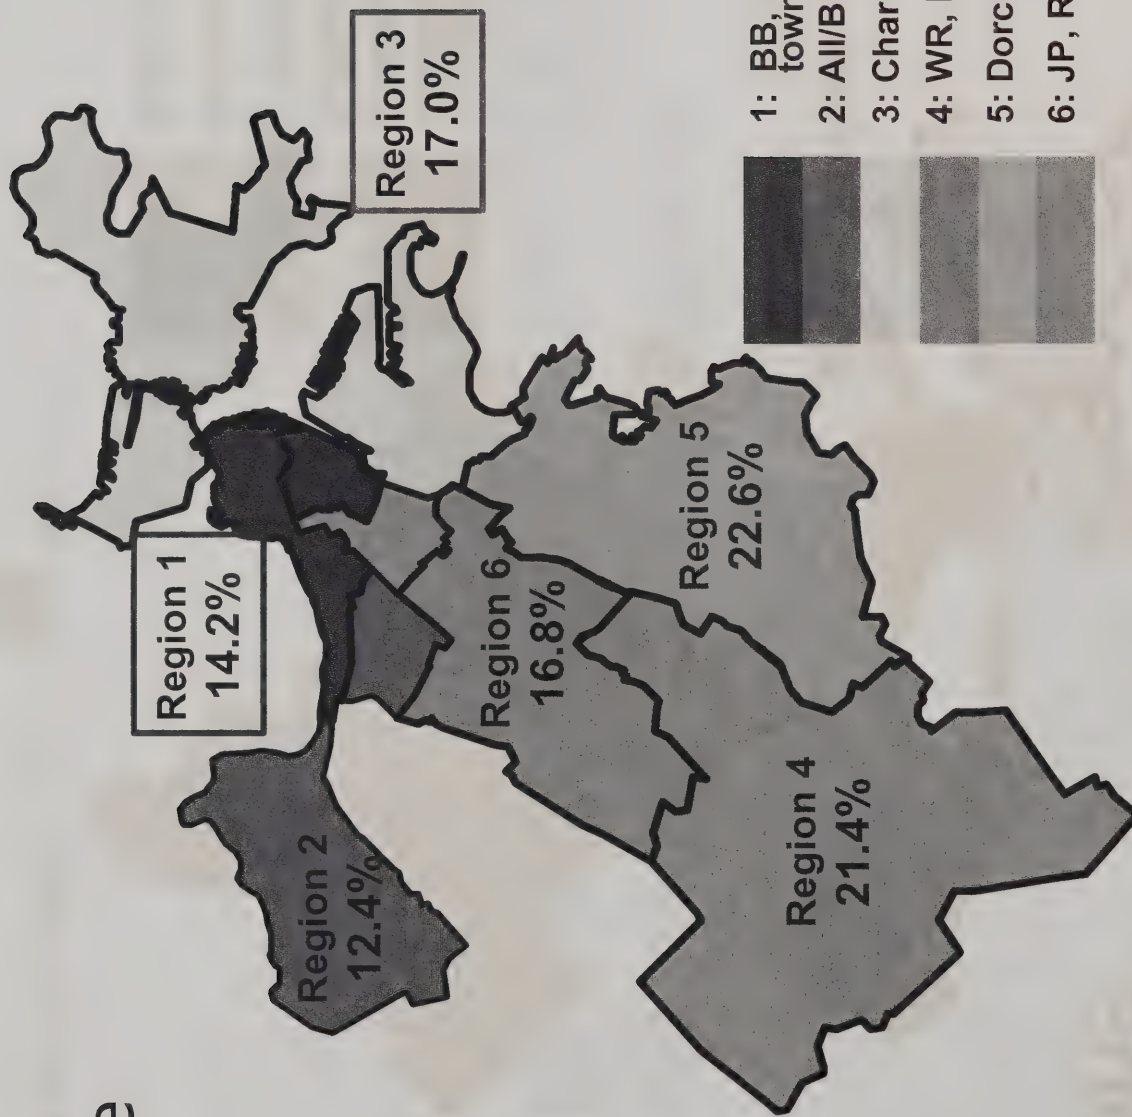 e
Region 3
17.0%
Region 1
14.2%
Region 2
12.4%
Region 6
16.8%
Region 5
22.6%
Region 4
21.4%
1: BB,
town
2: All/B
3: Char
4: WR,
5: Dorc
6: JP, R